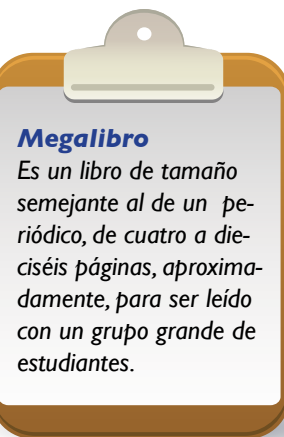 Megalibro
Es un libro de tamaño
semejante al de un pe-
riódico, de cuatro a die-
ciséis páginas, aproxima-
damente, para ser leído
con un grupo grande de
estudiantes.